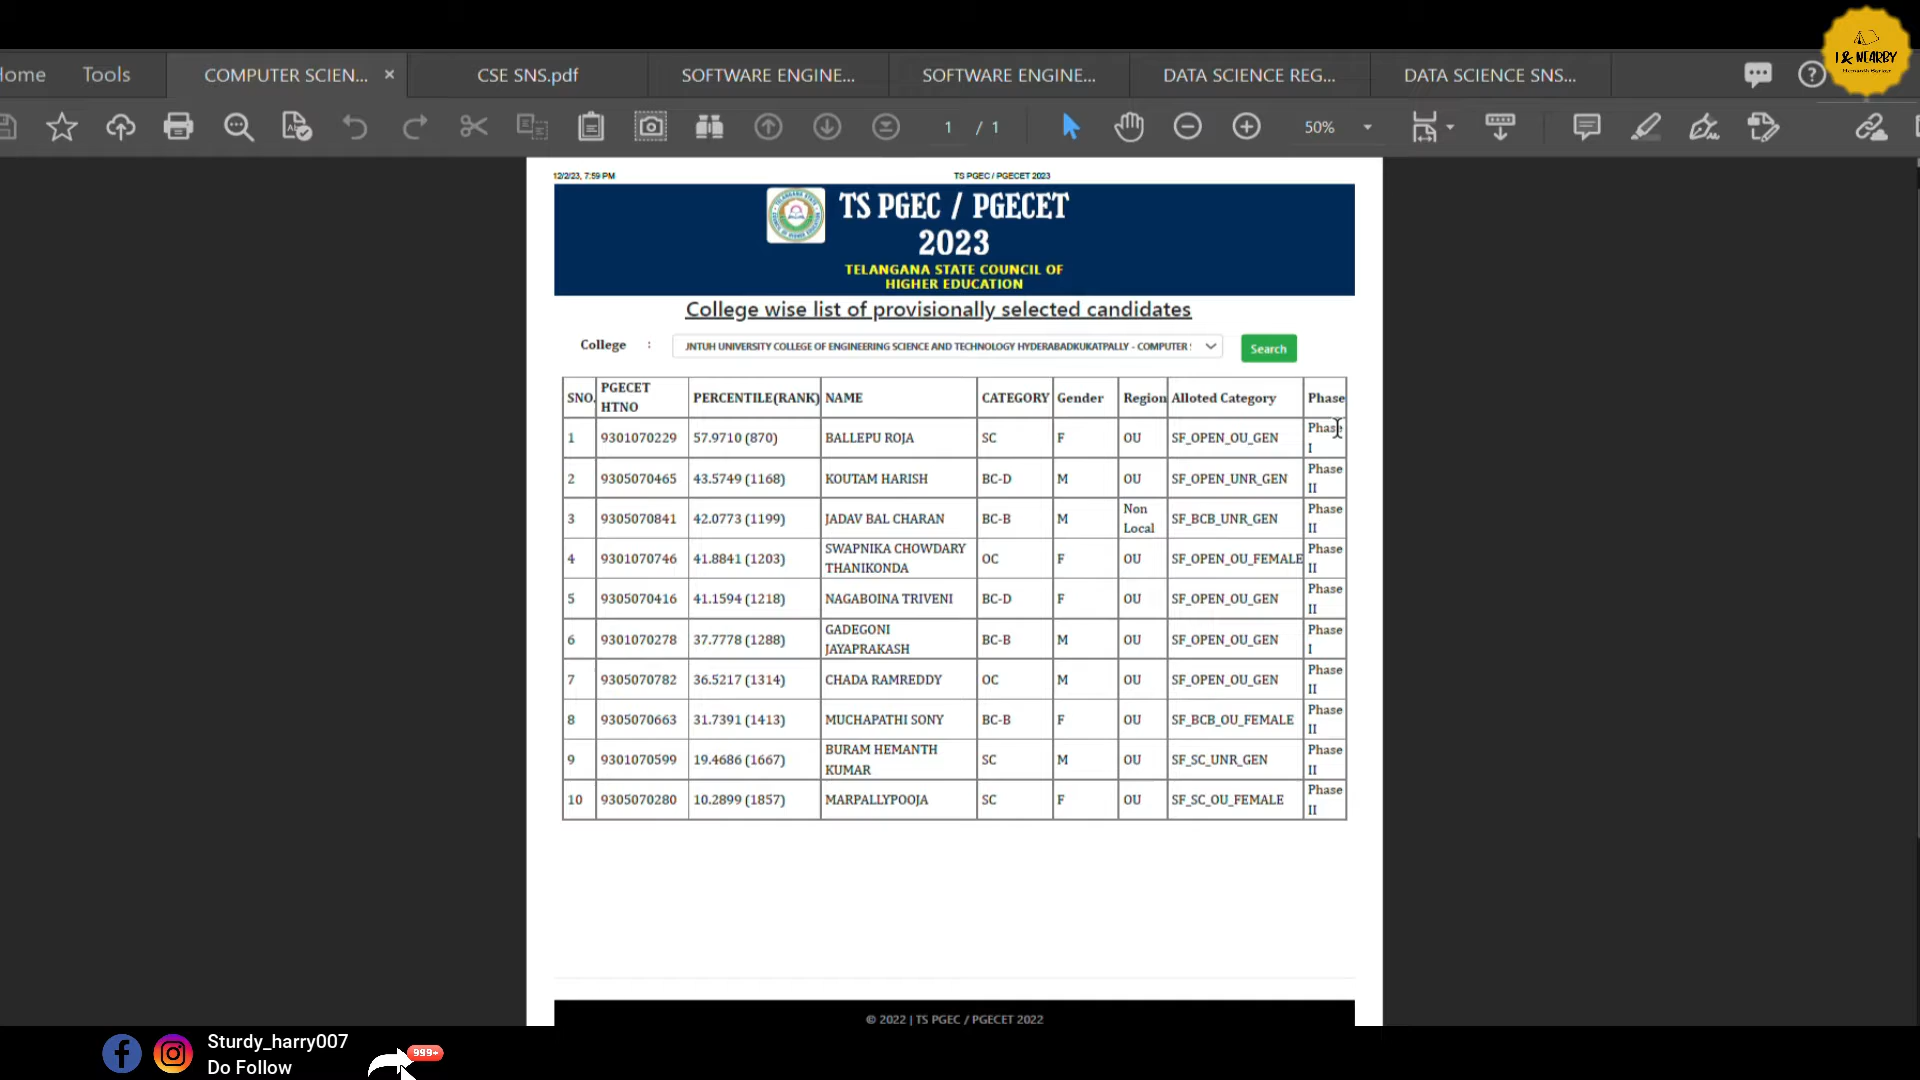 I & NEARBY
Home
Tools
COMPUTER SCIEN...
CSE SNS.pdf
SOFTWARE ENGINE...
SOFTWARE ENGINE...
DATA SCIENCE REG...
DATA SCIENCE SNS...
1 / 1
50%
12/2/23, 7:59 PM
TS PGEC / PGECET 2023
TS PGEC / PGECET
2023
TELANGANA STATE COUNCIL OF
HIGHER EDUCATION
College wise list of provisionally selected candidates
College : JNTUH UNIVERSITY COLLEGE OF ENGINEERING SCIENCE AND TECHNOLOGY HYDERABADKUKATPALLY - COMPUTER Search
SNO. PGECET HTNO PERCENTILE(RANK) NAME CATEGORY Gender Region Alloted Category Phase
1 9301070229 57.9710 (870) BALLEPU ROJA SC F OU SF_OPEN_OU_GEN Phase I
2 9305070465 43.5749 (1168) KOUTAM HARISH BC-D M OU SF_OPEN_UNR_GEN Phase II
3 9305070841 42.0773 (1199) JADAV BAL CHARAN BC-B M Non Local SF_BCB_UNR_GEN Phase II
4 9301070746 41.8841 (1203) SWAPNIKA CHOWDARY THANIKONDA OC F OU SF_OPEN_OU_FEMALE Phase II
5 9305070416 41.1594 (1218) NAGABOINA TRIVENI BC-D F OU SF_OPEN_OU_GEN Phase II
6 9301070278 37.7778 (1288) GADEGONI JAYAPRAKASH BC-B M OU SF_OPEN_OU_GEN Phase I
7 9305070782 36.5217 (1314) CHADA RAMREDDY OC M OU SF_OPEN_OU_GEN Phase II
8 9305070663 31.7391 (1413) MUCHAPATHI SONY BC-B F OU SF_BCB_OU_FEMALE Phase II
9 9301070599 19.4686 (1667) BURAM HEMANTH KUMAR SC M OU SF_SC_UNR_GEN Phase II
10 9305070280 10.2899 (1857) MARPALLYPOOJA SC F OU SF_SC_OU_FEMALE Phase II
© 2022 | TS PGEC / PGECET 2022
Sturdy_harry007
Do Follow
999+